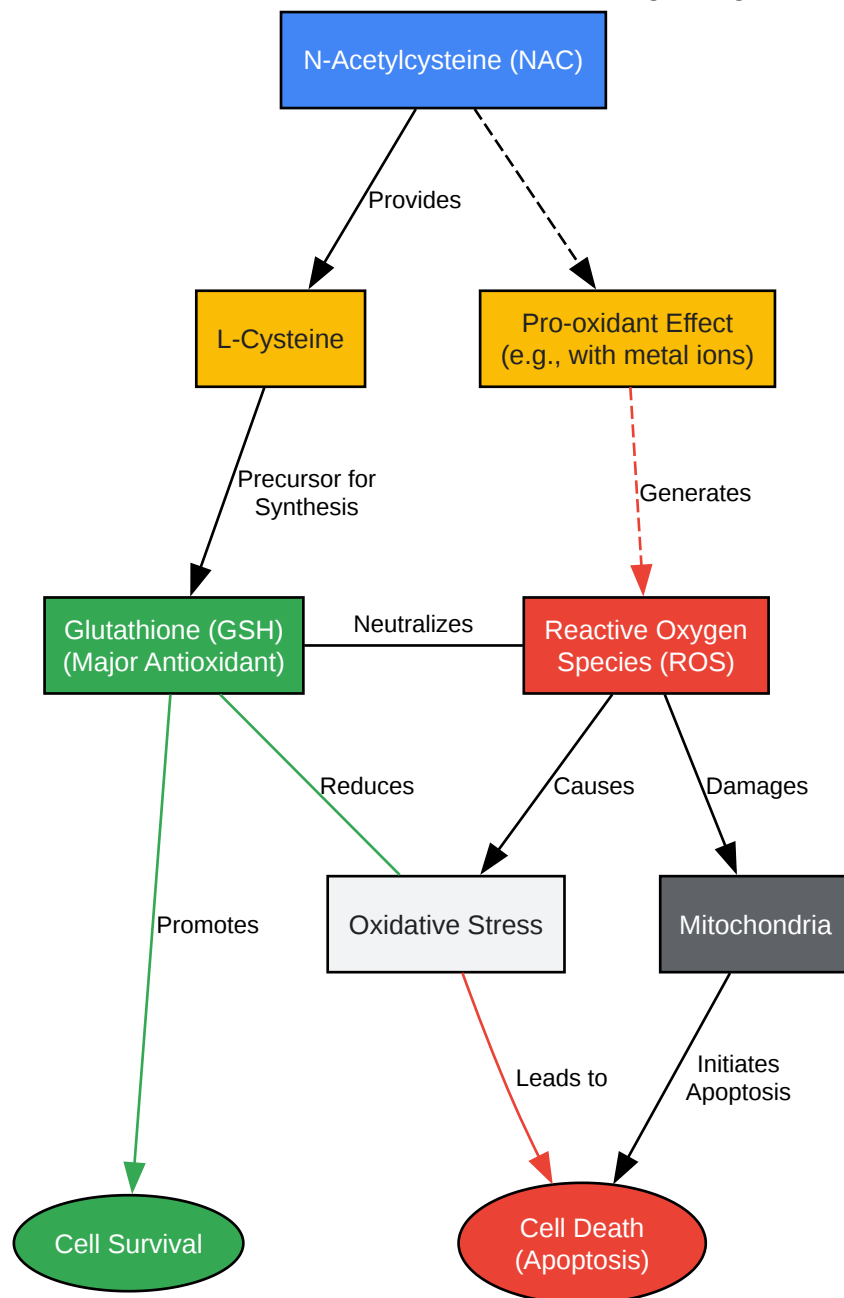 N-Acetylcysteine (NAC)
Provides
L-Cysteine
Pro-oxidant Effect
(e.g., with metal ions)
Precursor for
Synthesis
Generates
Glutathione (GSH)
(Major Antioxidant)
Neutralizes
Reactive Oxygen
Species (ROS)
Reduces
Causes
Damages
Promotes
Oxidative Stress
Mitochondria
Leads to
Initiates
Apoptosis
Cell Survival
Cell Death
(Apoptosis)